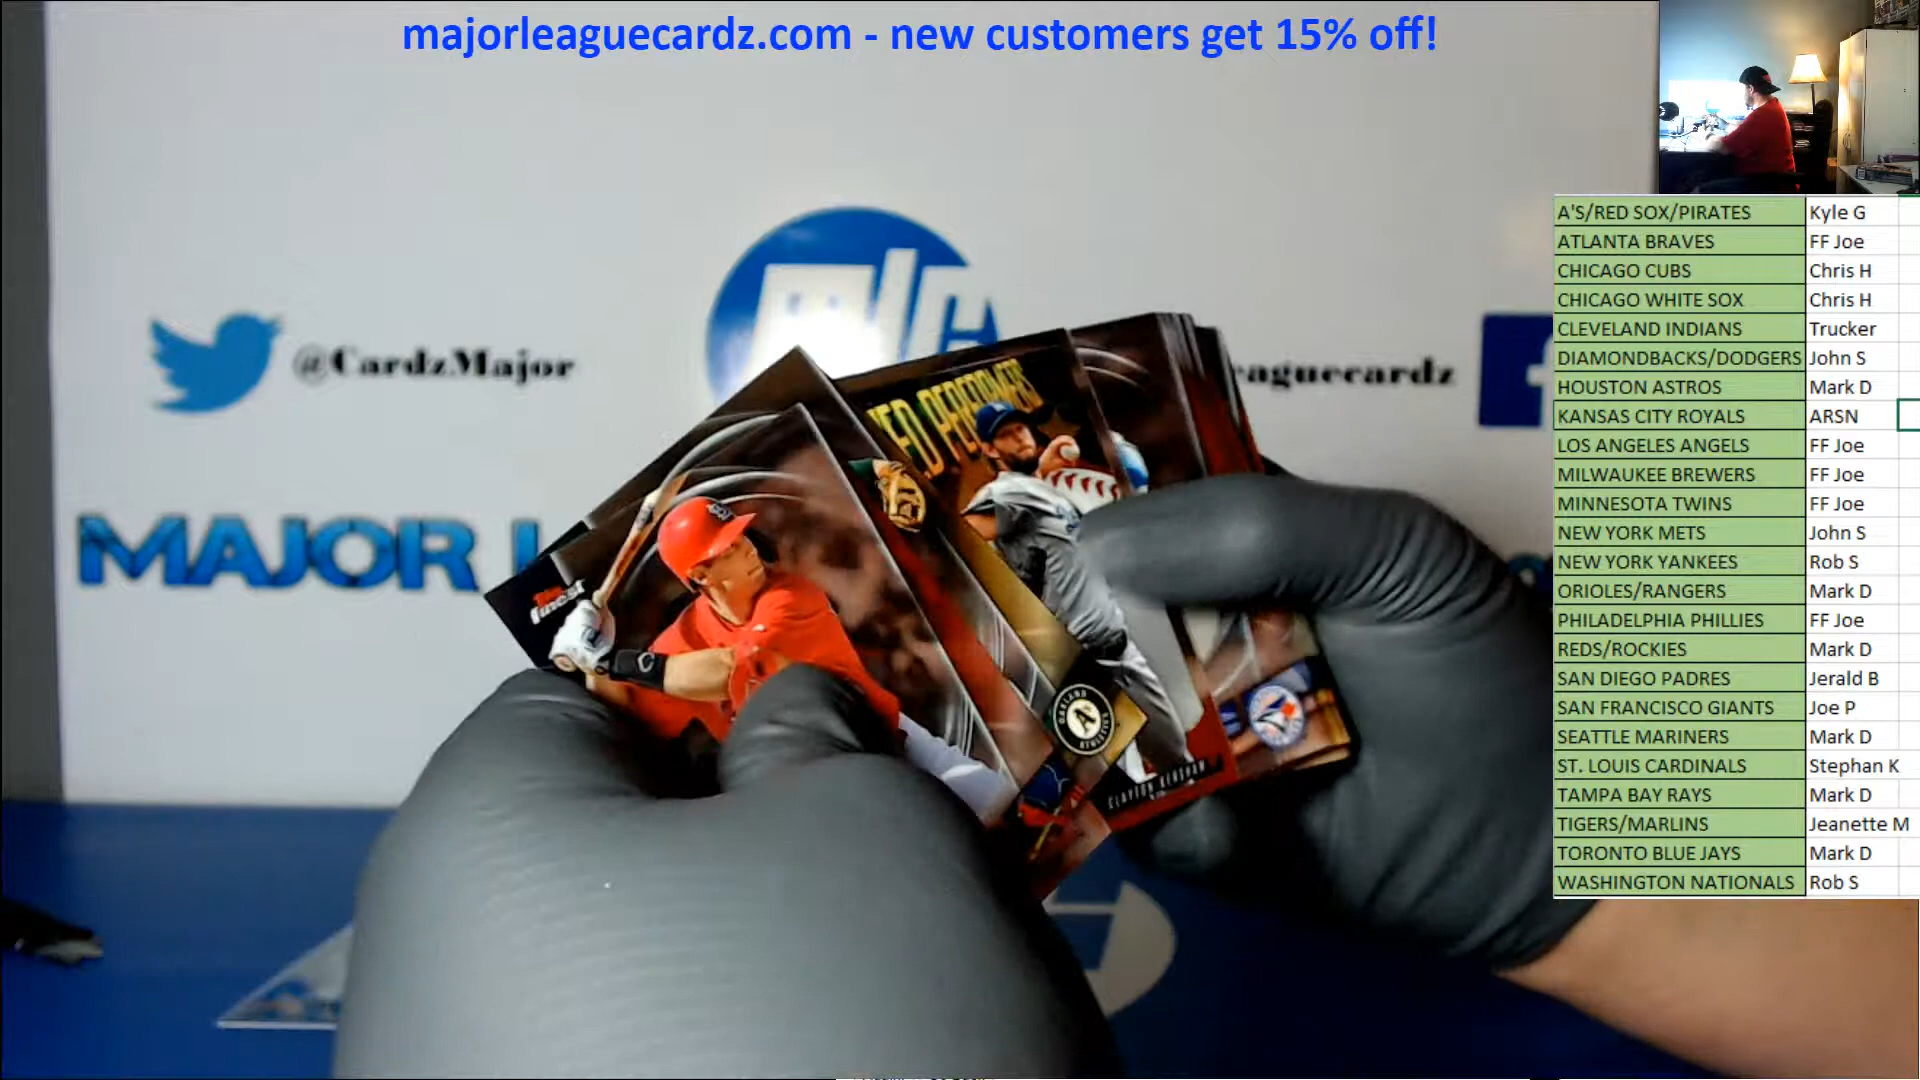 majorleaguecardz.com - new customers get 15% off!
@CardzMajor
eaguecardz
MAJOR L
TED PERFORMERS
finest
CLAYTON KERSHAW
OAKLAND
A's
ATHLETICS
A'S/RED SOX/PIRATES Kyle G
ATLANTA BRAVES FF Joe
CHICAGO CUBS Chris H
CHICAGO WHITE SOX Chris H
CLEVELAND INDIANS Trucker
DIAMONDBACKS/DODGERS John S
HOUSTON ASTROS Mark D
KANSAS CITY ROYALS ARSN
LOS ANGELES ANGELS FF Joe
MILWAUKEE BREWERS FF Joe
MINNESOTA TWINS FF Joe
NEW YORK METS John S
NEW YORK YANKEES Rob S
ORIOLES/RANGERS Mark D
PHILADELPHIA PHILLIES FF Joe
REDS/ROCKIES Mark D
SAN DIEGO PADRES Jerald B
SAN FRANCISCO GIANTS Joe P
SEATTLE MARINERS Mark D
ST. LOUIS CARDINALS Stephan K
TAMPA BAY RAYS Mark D
TIGERS/MARLINS Jeanette M
TORONTO BLUE JAYS Mark D
WASHINGTON NATIONALS Rob S